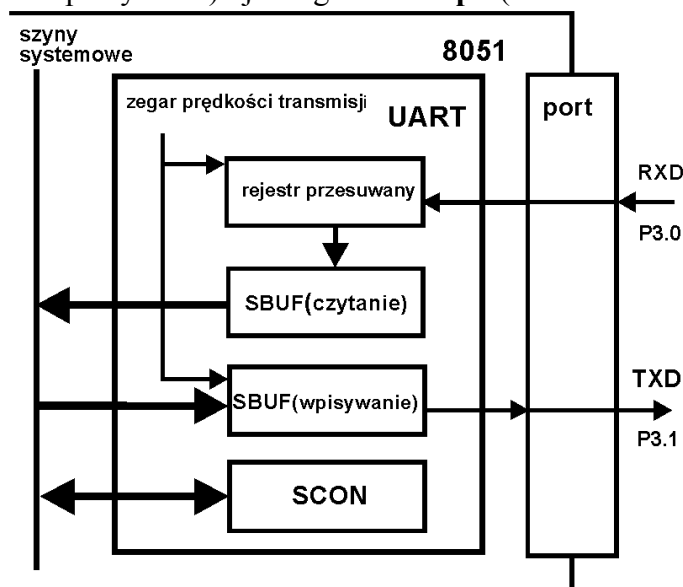 szyny
systemowe
8051
zegar prędkości transmisji
UART
port
rejestr przesuwany
RXD
P3.0
SBUF(czytanie)
SBUF(wpisywanie)
TXD
P3.1
SCON